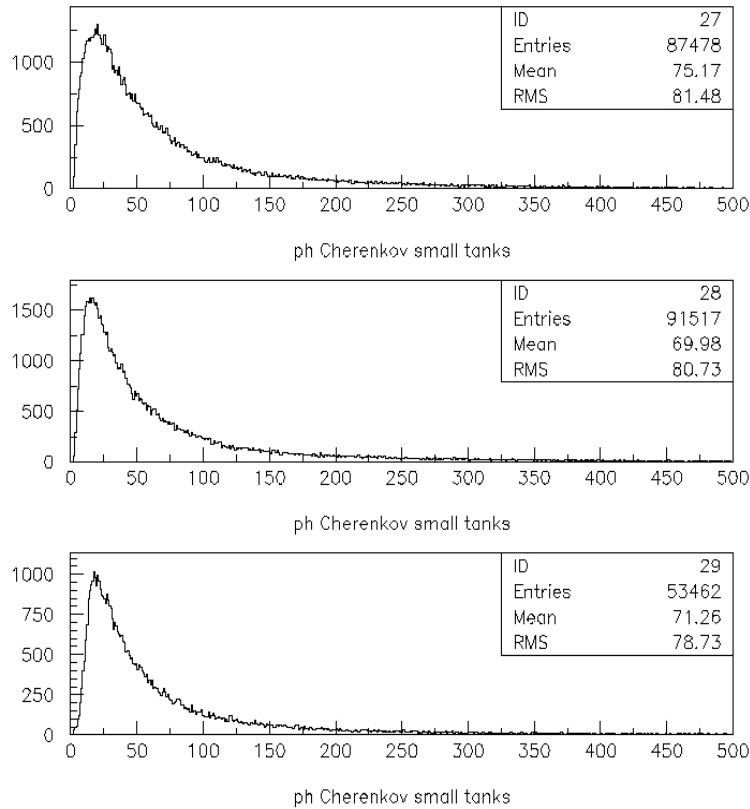 ID 27
Entries 87478
Mean 75.17
RMS 81.48
1000
500
0
0 50 100 150 200 250 300 350 400 450 500
ph Cherenkov small tanks
ID 28
Entries 91517
Mean 69.98
RMS 80.73
1500
1000
500
0
0 50 100 150 200 250 300 350 400 450 500
ph Cherenkov small tanks
ID 29
Entries 53462
Mean 71.26
RMS 78.73
1000
750
500
250
0
0 50 100 150 200 250 300 350 400 450 500
ph Cherenkov small tanks